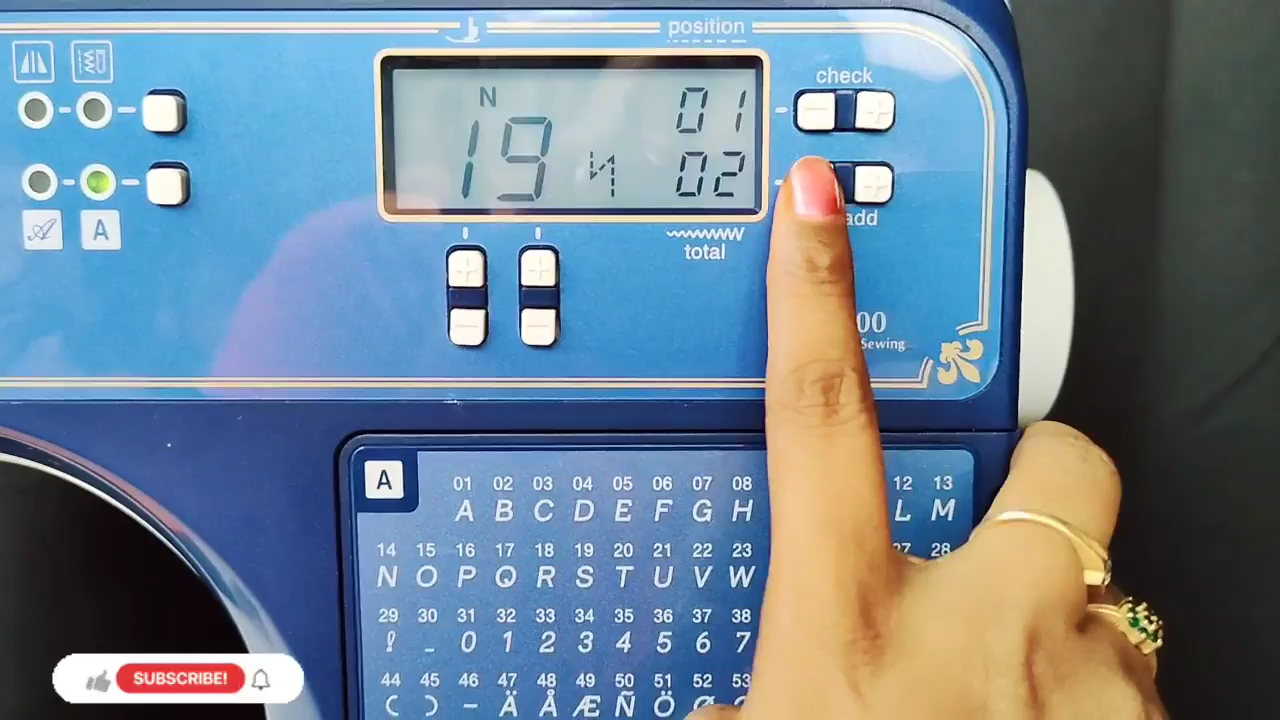 position
check
N
01
19
02
add
total
00
Sewing
A
A
01 02 03 04 05 06 07 08 12 13
A B C D E F G H L M
14 15 16 17 18 19 20 21 22 23 27 28
N O P Q R S T U V W
29 30 31 32 33 34 35 36 37 38
! _ 0 1 2 3 4 5 6 7
44 45 46 47 48 49 50 51 52 53
( ) - Ä Å Æ Ñ Ö Ø
SUBSCRIBE!